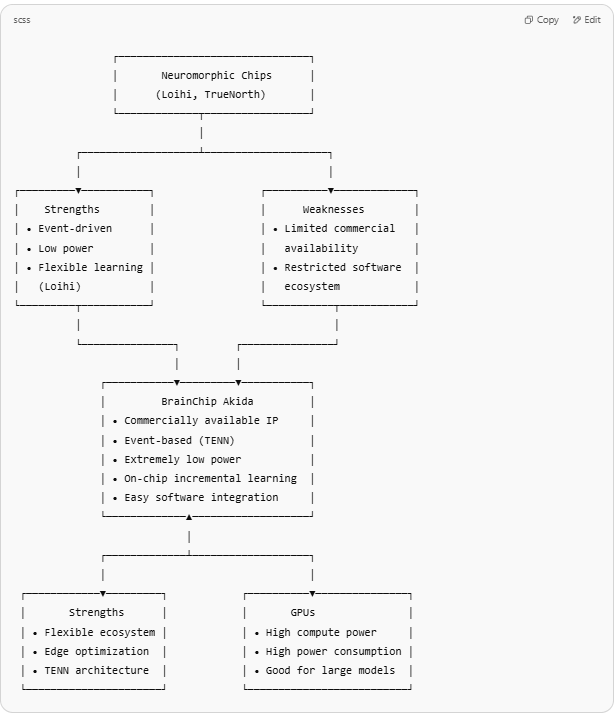 scss
Copy
Edit
Neuromorphic Chips
(Loihi, TrueNorth)
Strengths
• Event-driven
• Low power
• Flexible learning
(Loihi)
Weaknesses
• Limited commercial
availability
• Restricted software
ecosystem
BrainChip Akida
• Commercially available IP
• Event-based (TENN)
• Extremely low power
• On-chip incremental learning
• Easy software integration
Strengths
• Flexible ecosystem
• Edge optimization
• TENN architecture
GPUs
• High compute power
• High power consumption
• Good for large models